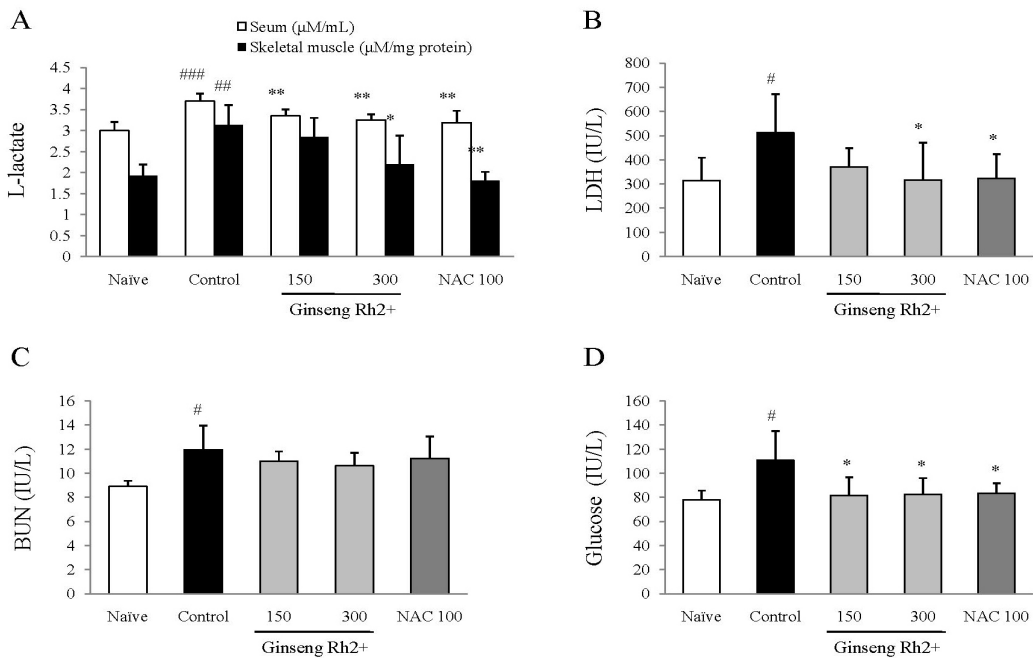 A
Seum (µM/mL)
Skeletal muscle (µM/mg protein)
L-lactate
4.5
4
3.5
3
2.5
2
1.5
1
0.5
0
###
##
**
**
*
**
**
Naïve
Control
150
300
NAC 100
Ginseng Rh2+
B
LDH (IU/L)
800
700
600
500
400
300
200
100
0
#
*
*
Naïve
Control
150
300
NAC 100
Ginseng Rh2+
C
BUN (IU/L)
16
14
12
10
8
6
4
2
0
#
Naïve
Control
150
300
NAC 100
Ginseng Rh2+
D
Glucose (IU/L)
160
140
120
100
80
60
40
20
0
#
*
*
*
Naïve
Control
150
300
NAC 100
Ginseng Rh2+